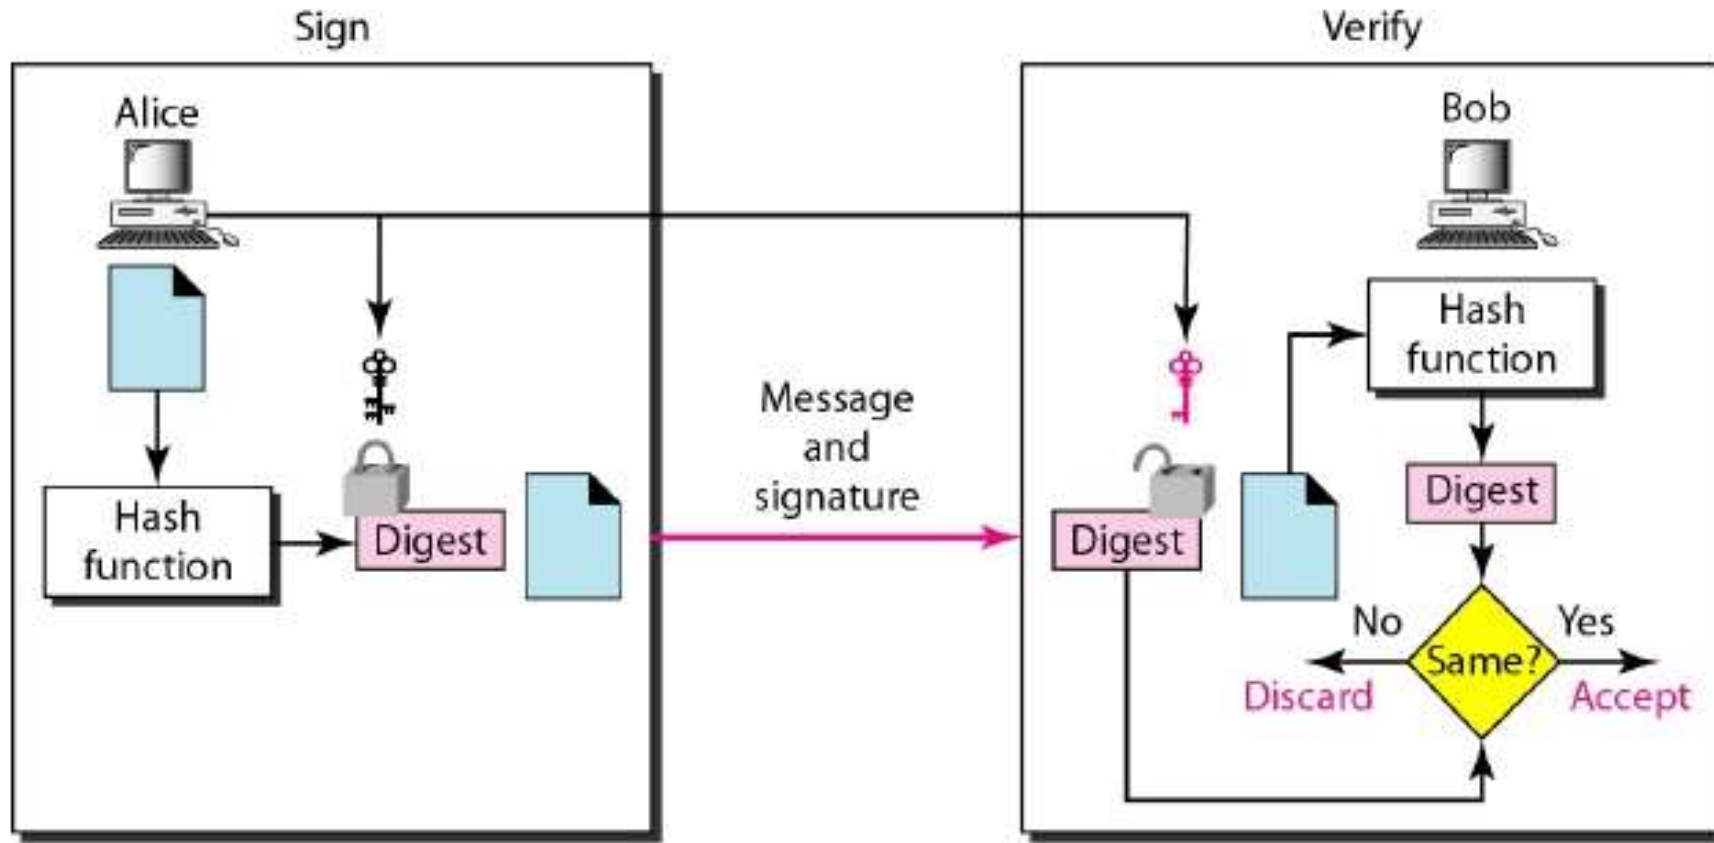 Sign
Alice
Hash
function
Digest
Message
and
signature
Verify
Bob
Hash
function
Digest
Digest
Same?
No
Yes
Discard
Accept